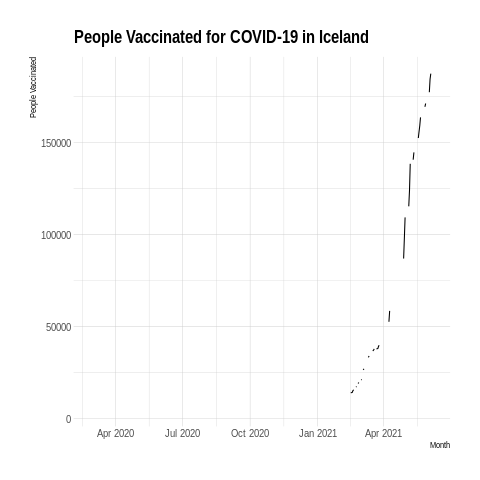 People Vaccinated for COVID-19 in Iceland
People Vaccinated
150000
100000
50000
0
Apr 2020 Jul 2020 Oct 2020 Jan 2021 Apr 2021
Month